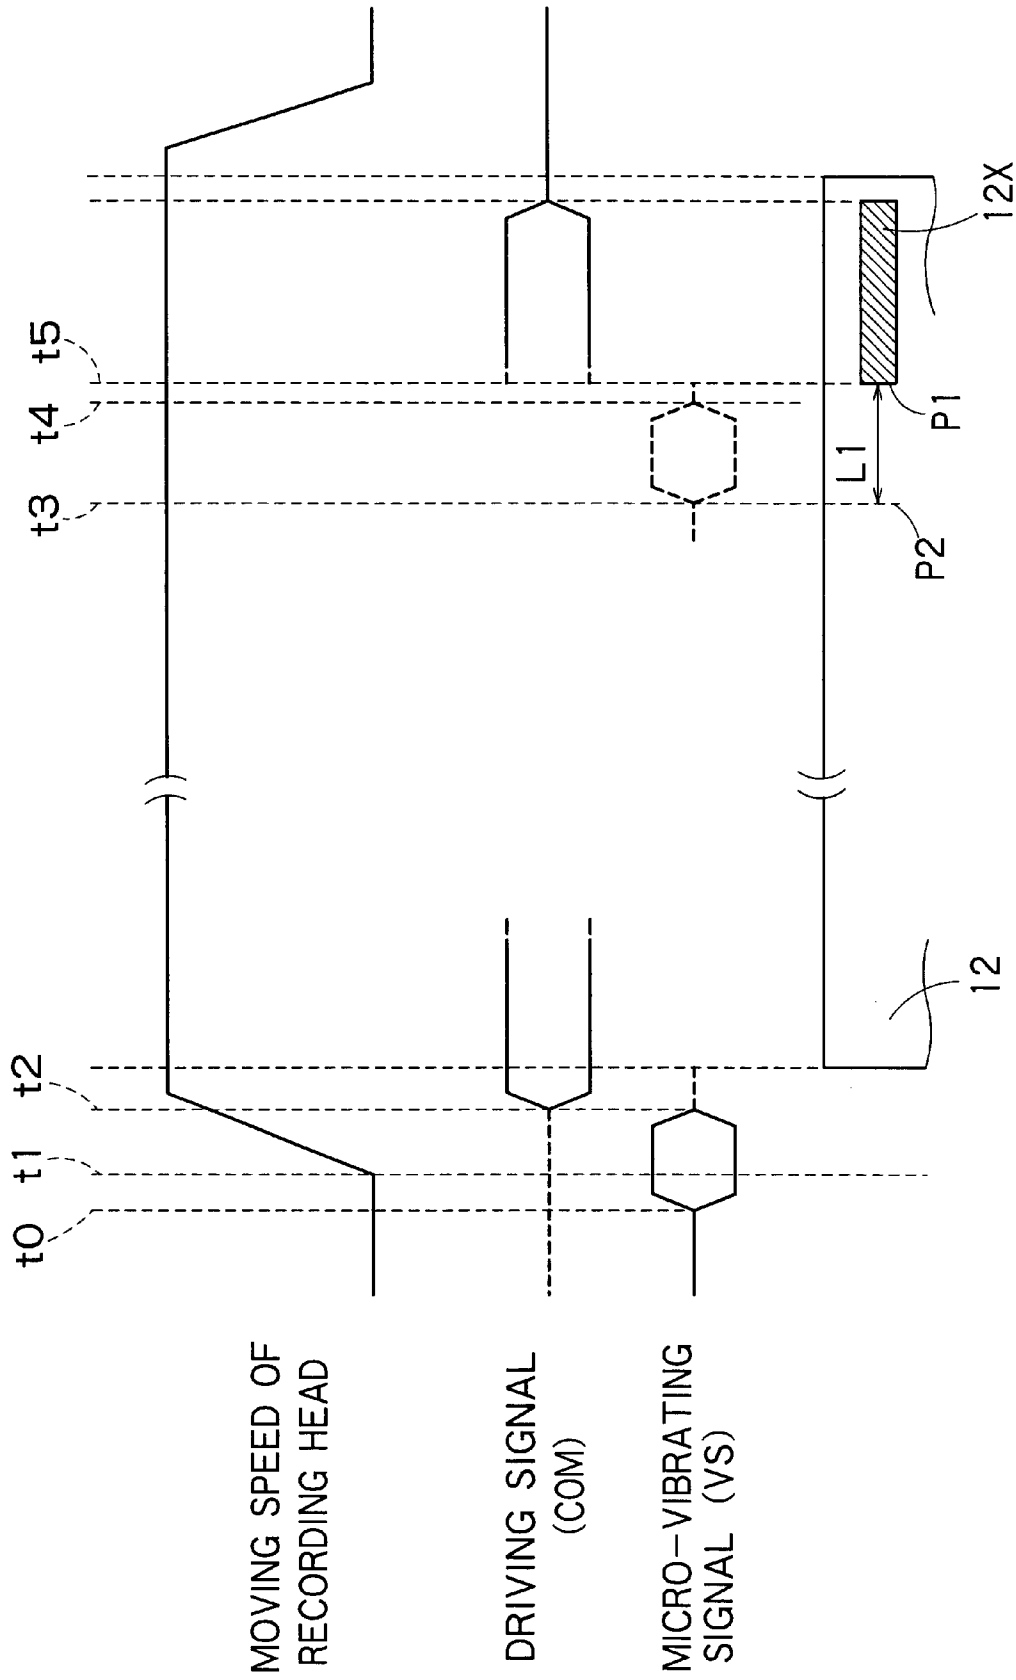 t0
t1
t2
t3
t4
t5
MOVING SPEED OF
RECORDING HEAD
DRIVING SIGNAL
(COM)
MICRO-VIBRATING
SIGNAL (VS)
L1
P2
P1
12
12X